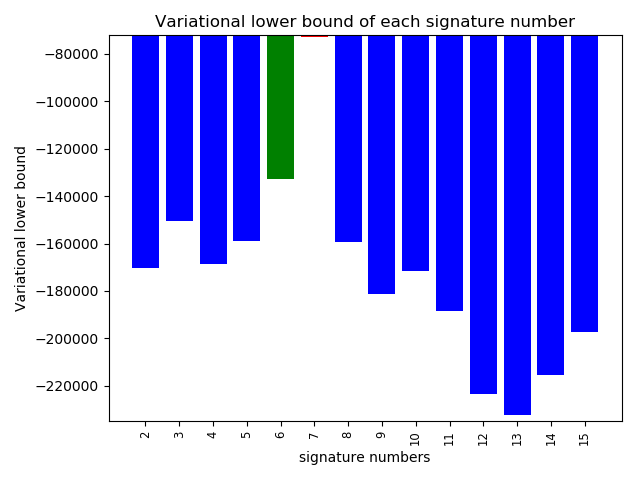 Variational lower bound of each signature number
Variational lower bound
−80000
−100000
−120000
−140000
−160000
−180000
−200000
−220000
2 3 4 5 6 7 8 9 10 11 12 13 14 15
signature numbers